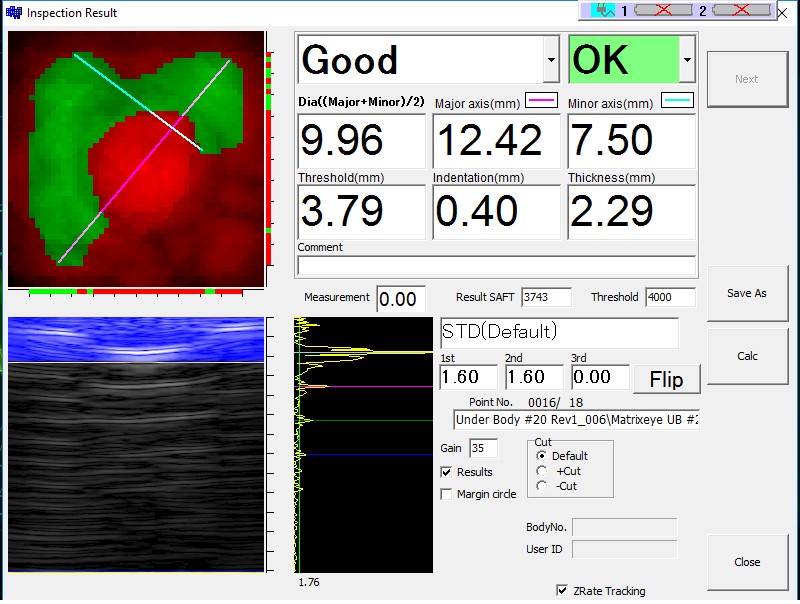 Inspection Result
1 2
Good OK
Next
Dia((Major+Minor)/2) Major axis(mm) Minor axis(mm)
9.96 12.42 7.50
Threshold(mm) Indentation(mm) Thickness(mm)
3.79 0.40 2.29
Comment
Measurement 0.00 Result SAFT 3743 Threshold 4000
Save As
STD(Default)
Calc
1st 2nd 3rd
1.60 1.60 0.00 Flip
Point No. 0016/ 18
Under Body #20 Rev1_006\Matrixeye UB #2
Gain 35
Cut
Default
+Cut
-Cut
Results
Margin circle
BodyNo.
User ID
Close
1.76
ZRate Tracking